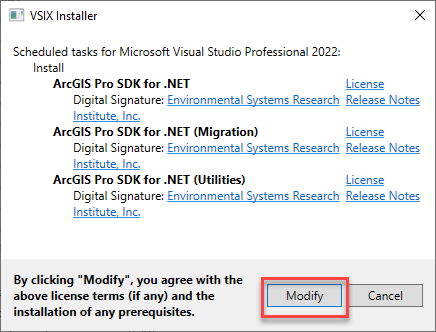 VSIX Installer
Scheduled tasks for Microsoft Visual Studio Professional 2022:
Install
ArcGIS Pro SDK for .NET License
Digital Signature: Environmental Systems Research Release Notes
Institute, Inc.
ArcGIS Pro SDK for .NET (Migration) License
Digital Signature: Environmental Systems Research Release Notes
Institute, Inc.
ArcGIS Pro SDK for .NET (Utilities) License
Digital Signature: Environmental Systems Research Release Notes
Institute, Inc.
By clicking "Modify", you agree with the
above license terms (if any) and the
installation of any prerequisites.
Modify Cancel